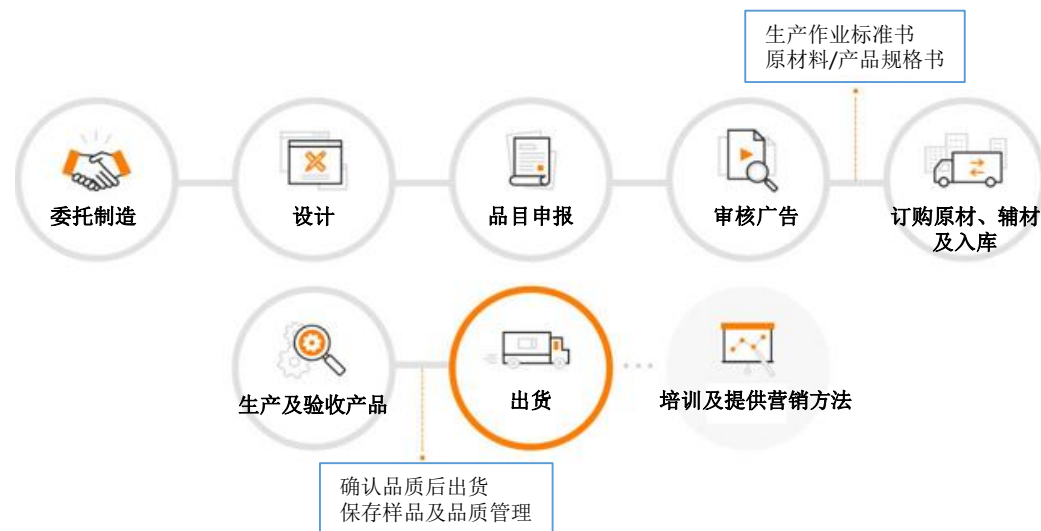 生产作业标准书
原材料/产品规格书
委托制造
设计
品目申报
审核广告
订购原材、辅材
及入库
生产及验收产品
出货
培训及提供营销方法
确认品质后出货
保存样品及品质管理